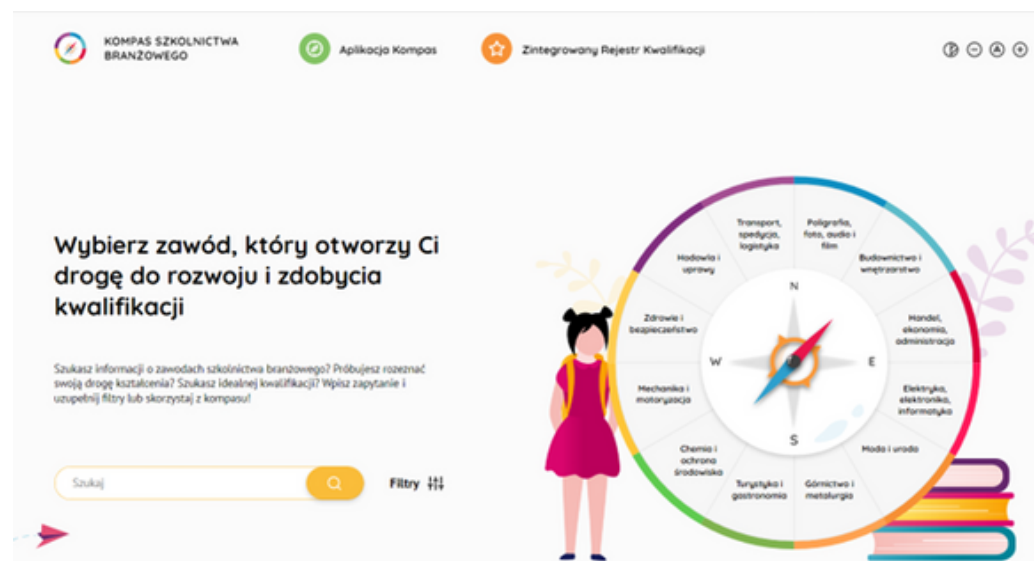 KOMPAS SZKOLNICTWA
BRANŻOWEGO
Aplikacja Kompas
Zintegrowany Rejestr Kwalifikacji
Wybierz zawód, który otworzy Ci
drogę do rozwoju i zdobycia
kwalifikacji
Szukasz informacji o zawodach szkolnictwa branżowego? Próbujesz rozeznać
swoją drogę kształcenia? Szukasz idealnej kwalifikacji? Wpisz zapytanie i
uzupełnij filtry lub skorzystaj z kompasu!
Szukaj
Filtry
Transport,
spedycja,
logistyka
Poligrafia,
foto, audio i
film
Hodowla i
uprawy
Budownictwo i
wnętrzarstwo
N
Zdrowie i
bezpieczeństwo
Handel,
ekonomia,
administracja
W
E
Mechanika i
motoryzacja
Elektryka,
elektronika,
informatyka
S
Chemia i
ochrona
środowiska
Moda i uroda
Turystyka i
gastronomia
Górnictwo i
metalurgia